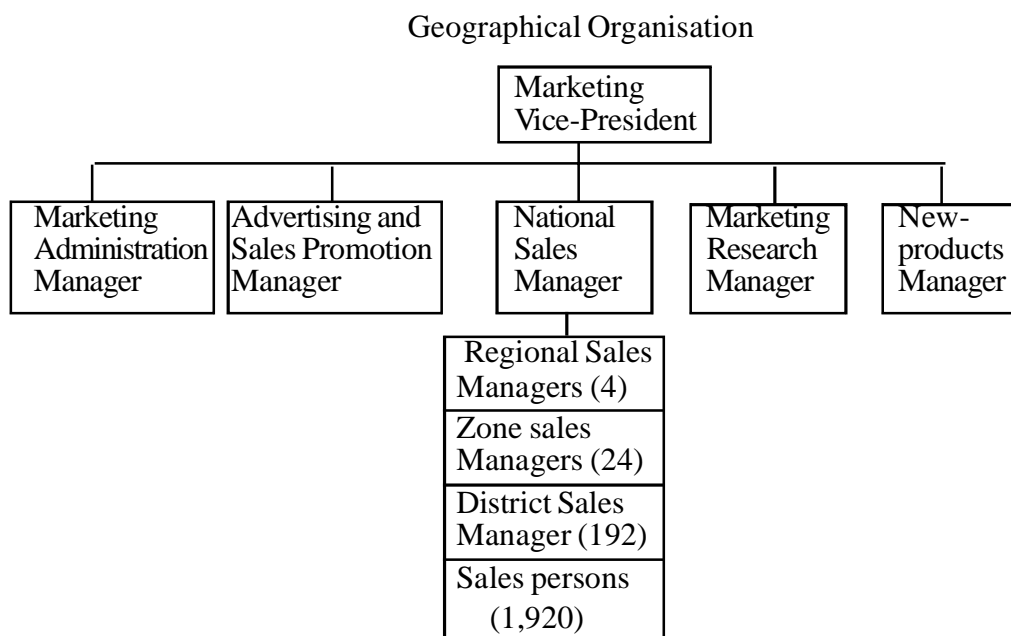 Geographical Organisation
Marketing
Vice-President
Marketing
Administration
Manager
Advertising and
Sales Promotion
Manager
National
Sales
Manager
Marketing
Research
Manager
New-
products
Manager
Regional Sales
Managers (4)
Zone sales
Managers (24)
District Sales
Manager (192)
Sales persons
(1,920)